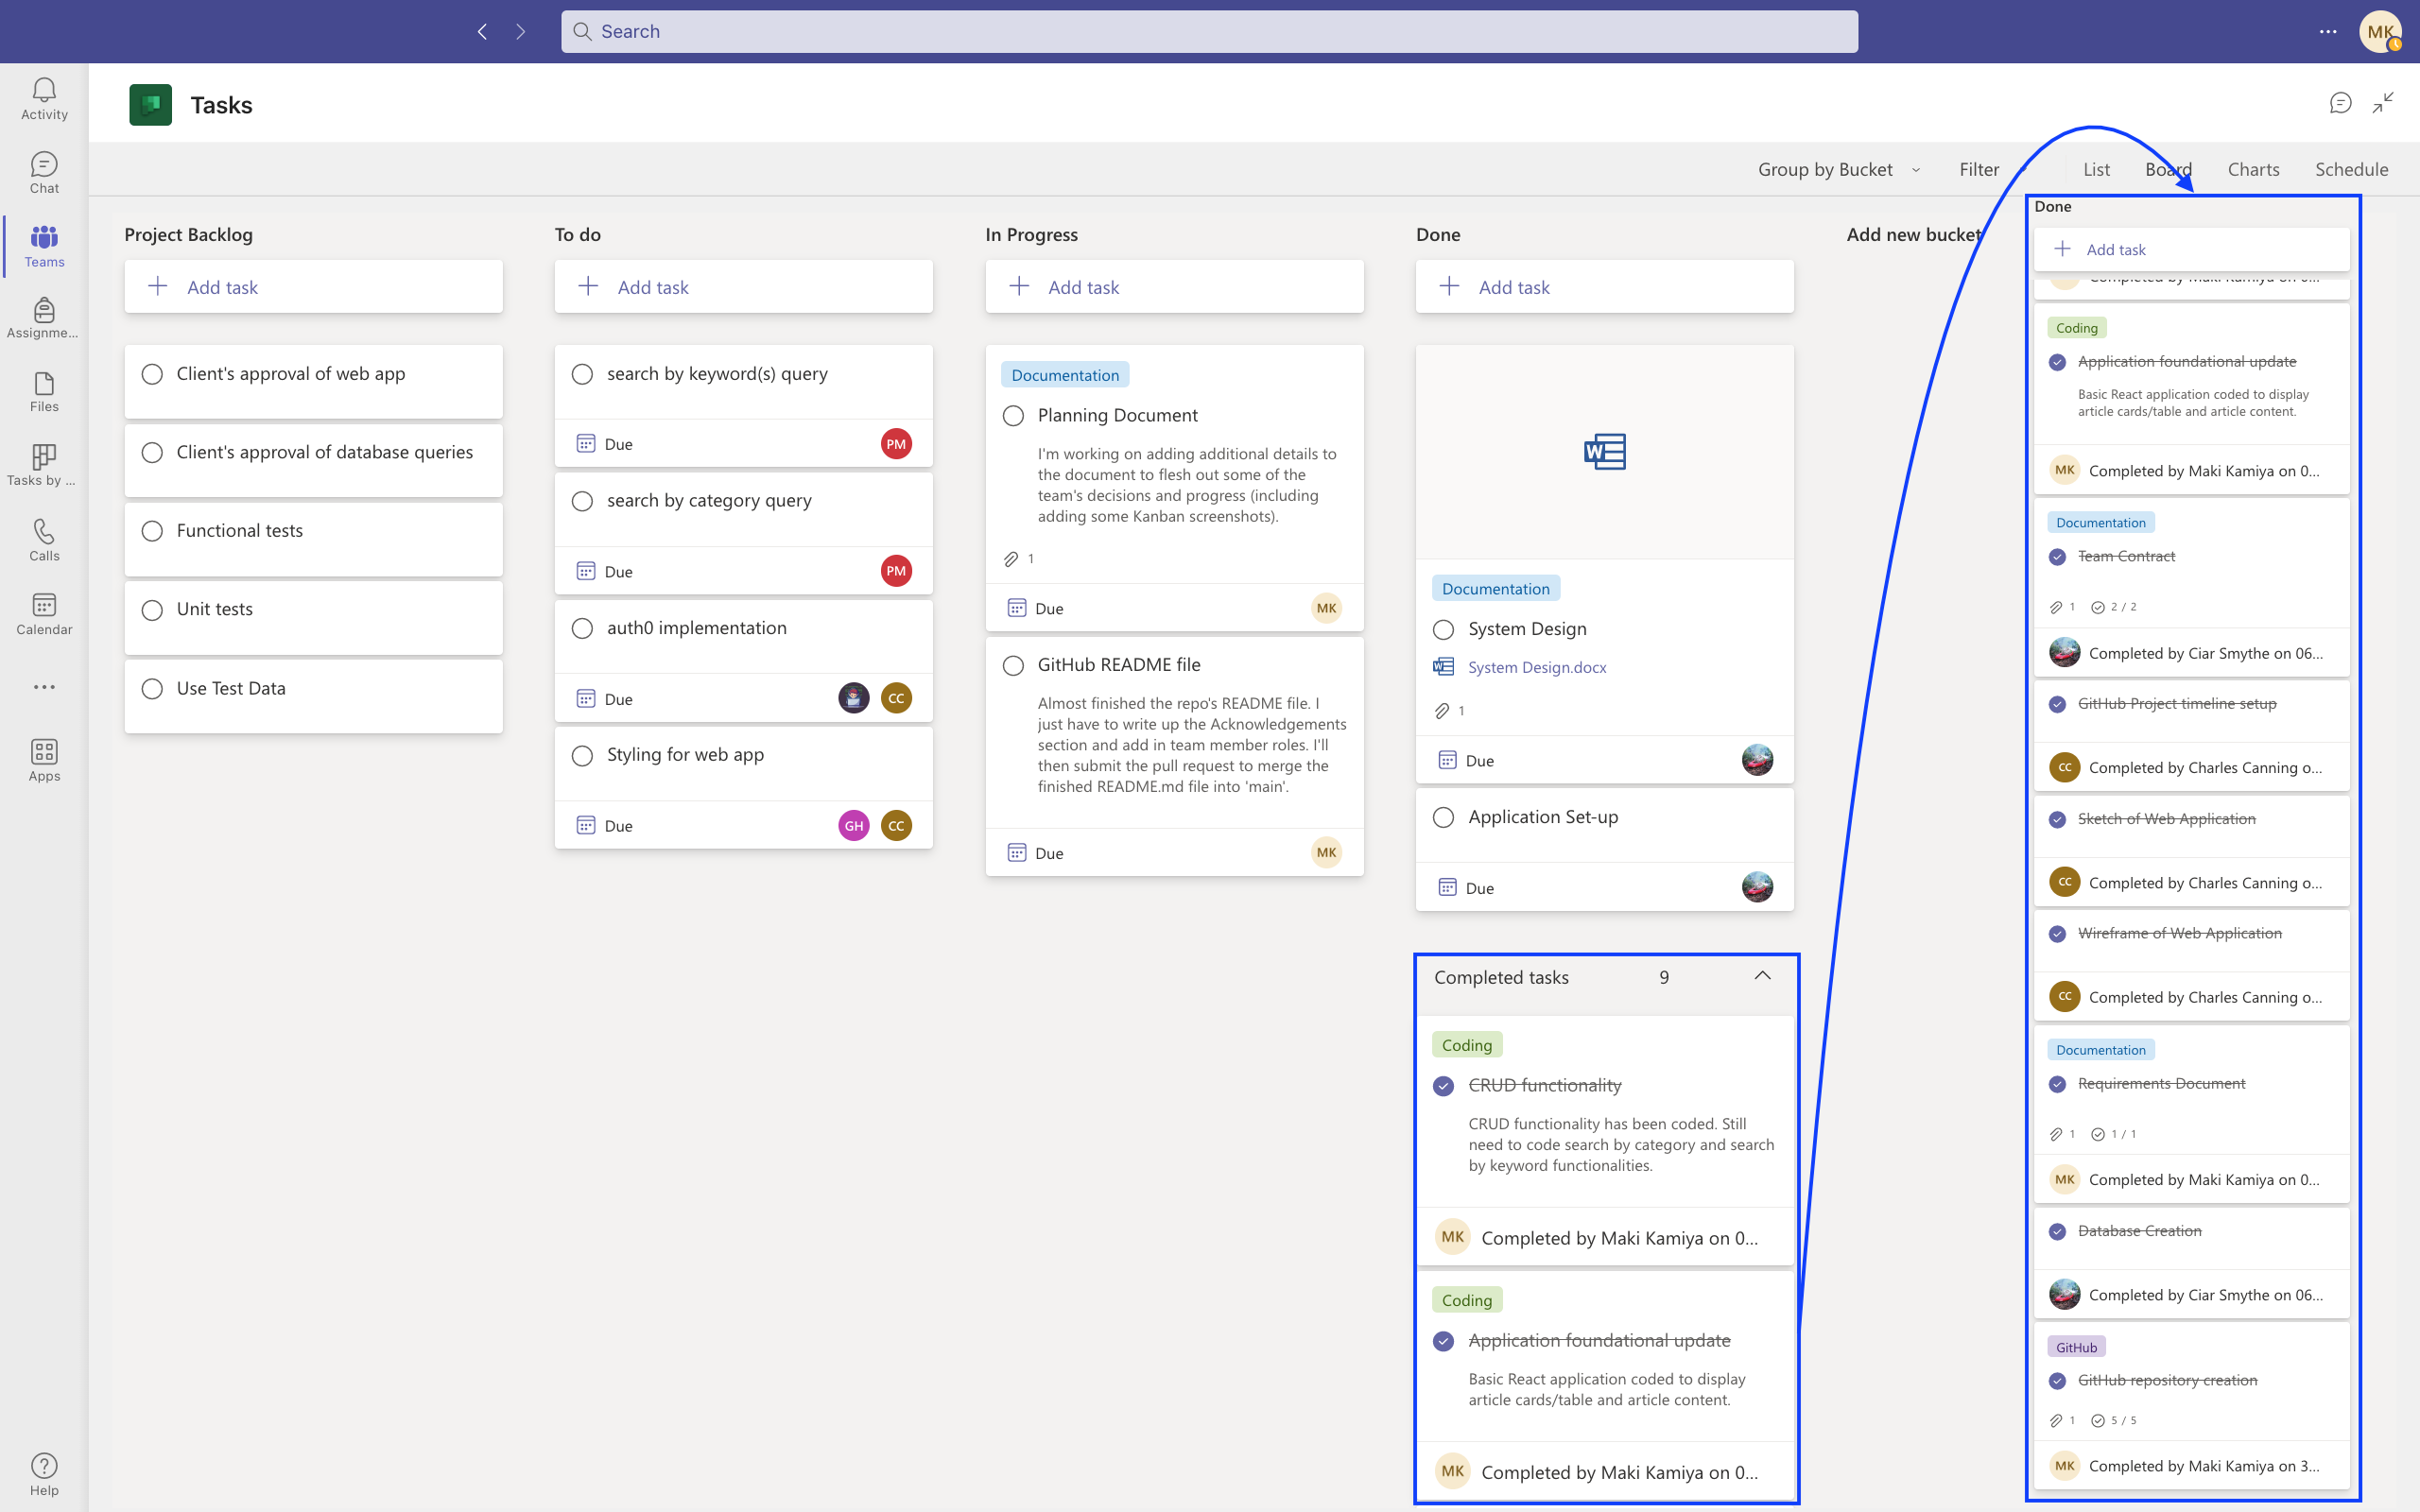 Search
MK
Activity
Chat
Teams
Assignme...
Files
Tasks by ...
Calls
Calendar
Apps
Help
Tasks
Group by Bucket
Filter
List
Board
Charts
Schedule
Project Backlog
Add task
Client's approval of web app
Client's approval of database queries
Functional tests
Unit tests
Use Test Data
To do
Add task
search by keyword(s) query
Due
PM
search by category query
Due
PM
auth0 implementation
Due
CC
Styling for web app
Due
GH
CC
In Progress
Add task
Documentation
Planning Document
I'm working on adding additional details to
the document to flesh out some of the
team's decisions and progress (including
adding some Kanban screenshots).
1
Due
MK
GitHub README file
Almost finished the repo's README file. I
just have to write up the Acknowledgements
section and add in team member roles. I'll
then submit the pull request to merge the
finished README.md file into 'main'.
Due
MK
Done
Add task
W
Documentation
System Design
System Design.docx
1
Due
Application Set-up
Due
Completed tasks
9
Coding
CRUD functionality
CRUD functionality has been coded. Still
need to code search by category and search
by keyword functionalities.
MK
Completed by Maki Kamiya on 0...
Coding
Application foundational update
Basic React application coded to display
article cards/table and article content.
MK
Completed by Maki Kamiya on 0...
Add new bucket
Done
Add task
Completed by Maki Kamiya on 0...
Coding
Application foundational update
Basic React application coded to display
article cards/table and article content.
MK
Completed by Maki Kamiya on 0...
Documentation
Team Contract
1
2 / 2
Completed by Ciar Smythe on 06...
GitHub Project timeline setup
CC
Completed by Charles Canning o...
Sketch of Web Application
CC
Completed by Charles Canning o...
Wireframe of Web Application
CC
Completed by Charles Canning o...
Documentation
Requirements Document
1
1 / 1
MK
Completed by Maki Kamiya on 0...
Database Creation
Completed by Ciar Smythe on 06...
GitHub
GitHub repository creation
1
5 / 5
MK
Completed by Maki Kamiya on 3...